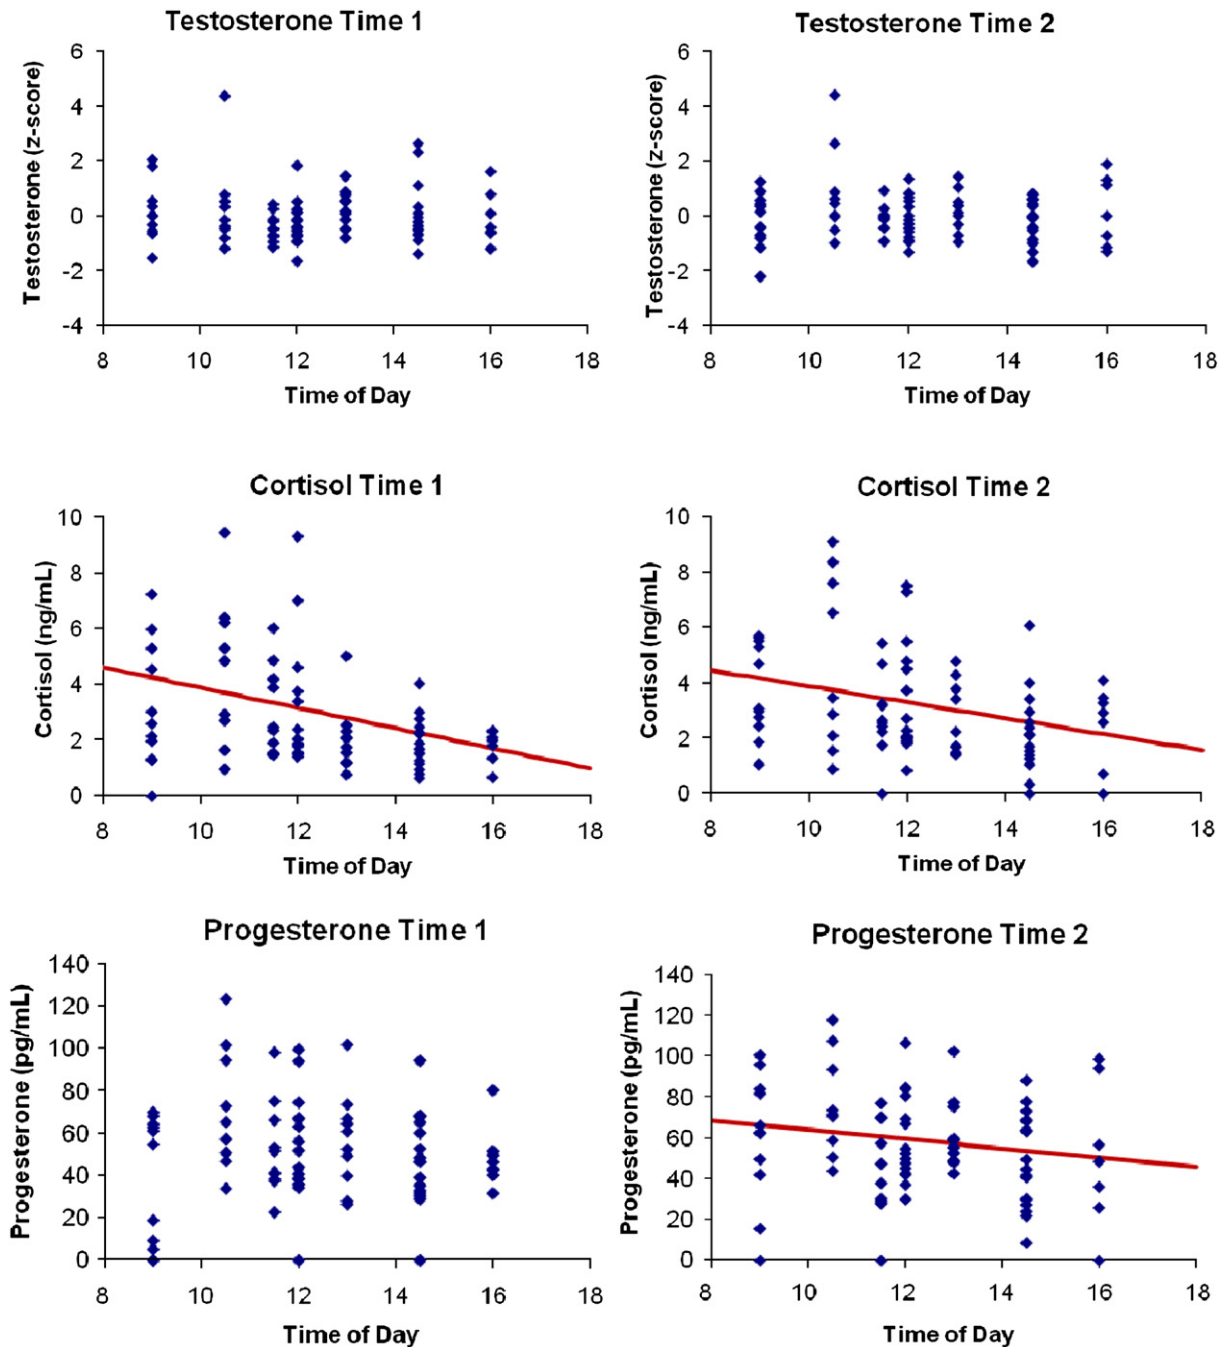 Testosterone Time 1
Testosterone (z-score)
6
4
2
0
-2
-4
8 10 12 14 16 18
Time of Day
Testosterone Time 2
Testosterone (z-score)
6
4
2
0
-2
-4
8 10 12 14 16 18
Time of Day
Cortisol Time 1
Cortisol (ng/mL)
10
8
6
4
2
0
8 10 12 14 16 18
Time of Day
Cortisol Time 2
Cortisol (ng/mL)
10
8
6
4
2
0
8 10 12 14 16 18
Time of Day
Progesterone Time 1
Progesterone (pg/mL)
140
120
100
80
60
40
20
0
8 10 12 14 16 18
Time of Day
Progesterone Time 2
Progesterone (pg/mL)
140
120
100
80
60
40
20
0
8 10 12 14 16 18
Time of Day